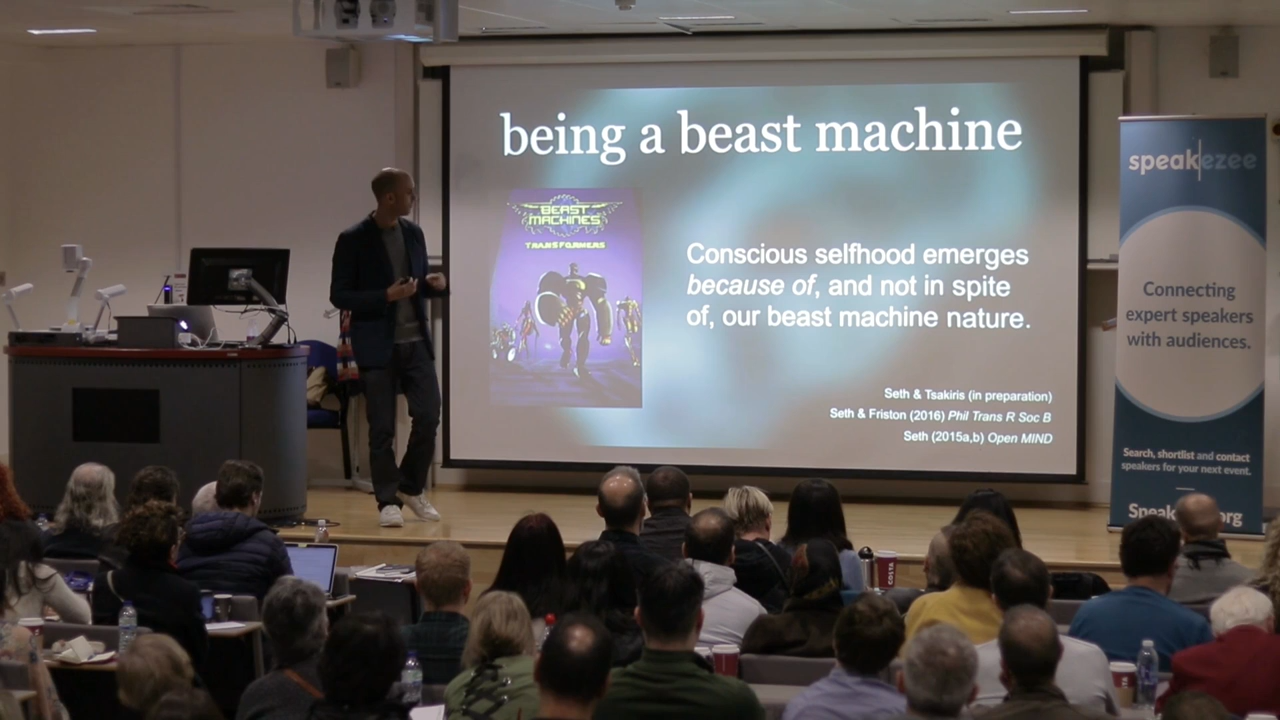 being a beast machine
BEAST
MACHINES
TRANSFORMERS
Conscious selfhood emerges
because of, and not in spite
of, our beast machine nature.
Seth & Tsakiris (in preparation)
Seth & Friston (2016) Phil Trans R Soc B
Seth (2015a,b) Open MIND
speakezee
Connecting
expert speakers
with audiences.
Search, shortlist and contact
speakers for your next event.
COSTA